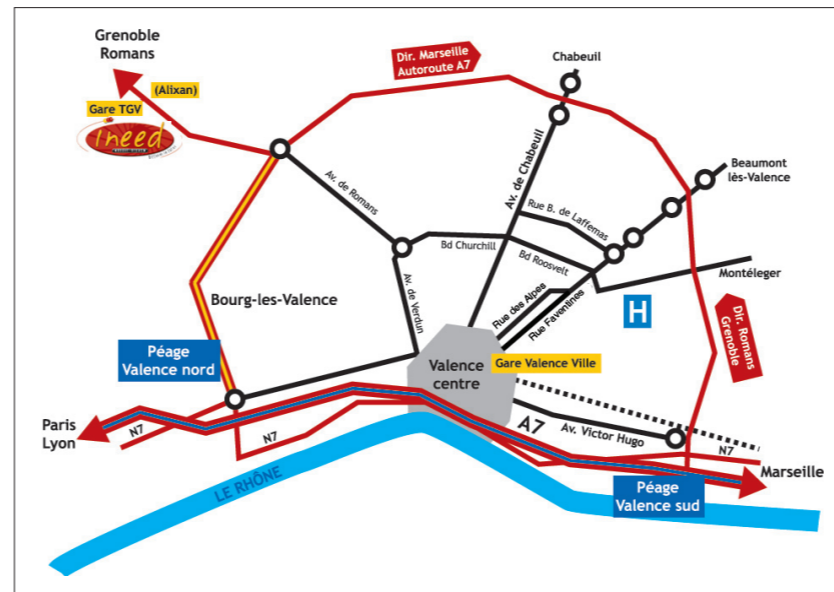 Grenoble
Romans
Dir. Marseille
Autoroute A7
Chabeuil
(Alixan)
Gare TGV
Ineed
Av. de Romans
Av. de Chabeuil
Rue B. de Laffemas
Beaumont
lès-Valence
Bd Churchill
Bd Roosvelt
Montéleger
Bourg-les-Valence
Av. de Verdun
Rue des Alpes
Rue Faventines
H
Dir. Romans
Grenoble
Péage
Valence nord
Valence
centre
Gare Valence Ville
Paris
Lyon
N7
N7
A7
Av. Victor Hugo
N7
Marseille
LE RHÔNE
Péage
Valence sud